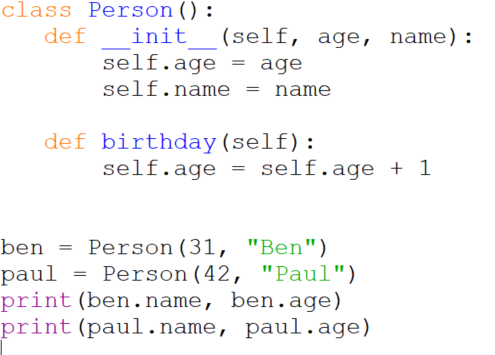 class Person():
    def __init__(self, age, name):
        self.age = age
        self.name = name

    def birthday(self):
        self.age = self.age + 1


ben = Person(31, "Ben")
paul = Person(42, "Paul")
print(ben.name, ben.age)
print(paul.name, paul.age)